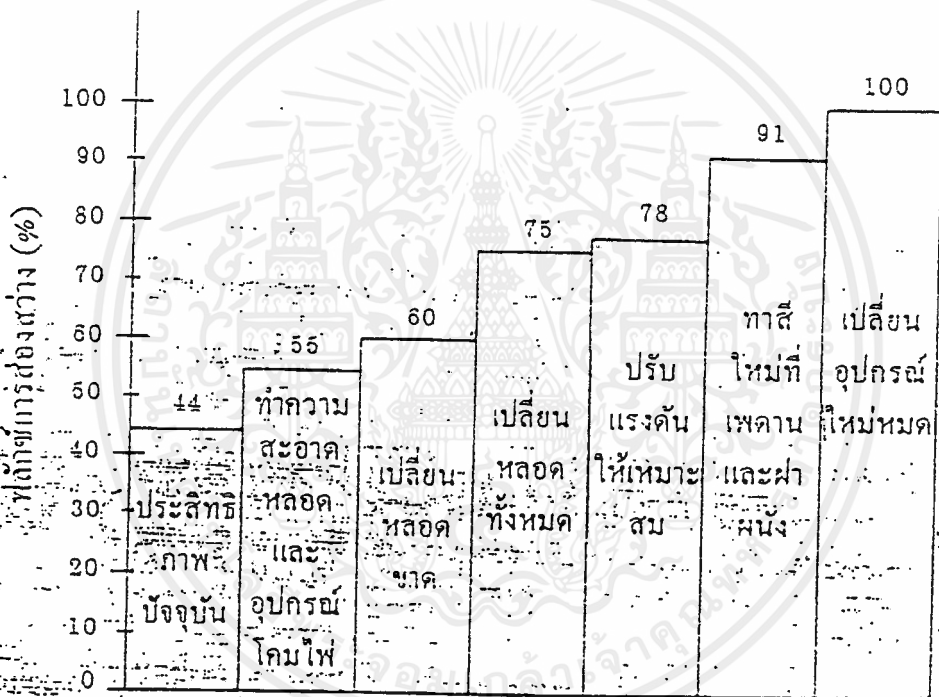 ฟลักซ์การส่องสว่าง (%)
100
90
80
70
60
50
40
30
20
10
0
44
ประสิทธิ
ภาพ
ปัจจุบัน
55
ทำความ
สะอาด
หลอด
และ
อุปกรณ์
โคมไฟ
60
เปลี่ยน
หลอด
ขาด
75
เปลี่ยน
หลอด
ทั้งหมด
78
ปรับ
แรงดัน
ให้เหมาะ
สม
91
ทาสี
ใหม่ที่
เพดาน
และฝา
ผนัง
100
เปลี่ยน
อุปกรณ์
ใหม่หมด